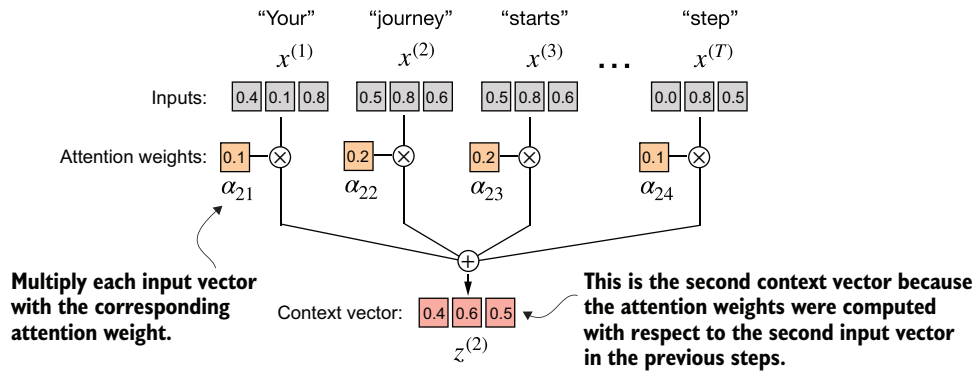 “Your” “journey” “starts” “step”
x(1) x(2) x(3) ... x(T)
Inputs: 0.4 0.1 0.8 0.5 0.8 0.6 0.5 0.8 0.6 0.0 0.8 0.5
Attention weights: 0.1 0.2 0.2 0.1
α21 α22 α23 α24
Multiply each input vector
with the corresponding
attention weight.
Context vector: 0.4 0.6 0.5
z(2)
This is the second context vector because
the attention weights were computed
with respect to the second input vector
in the previous steps.